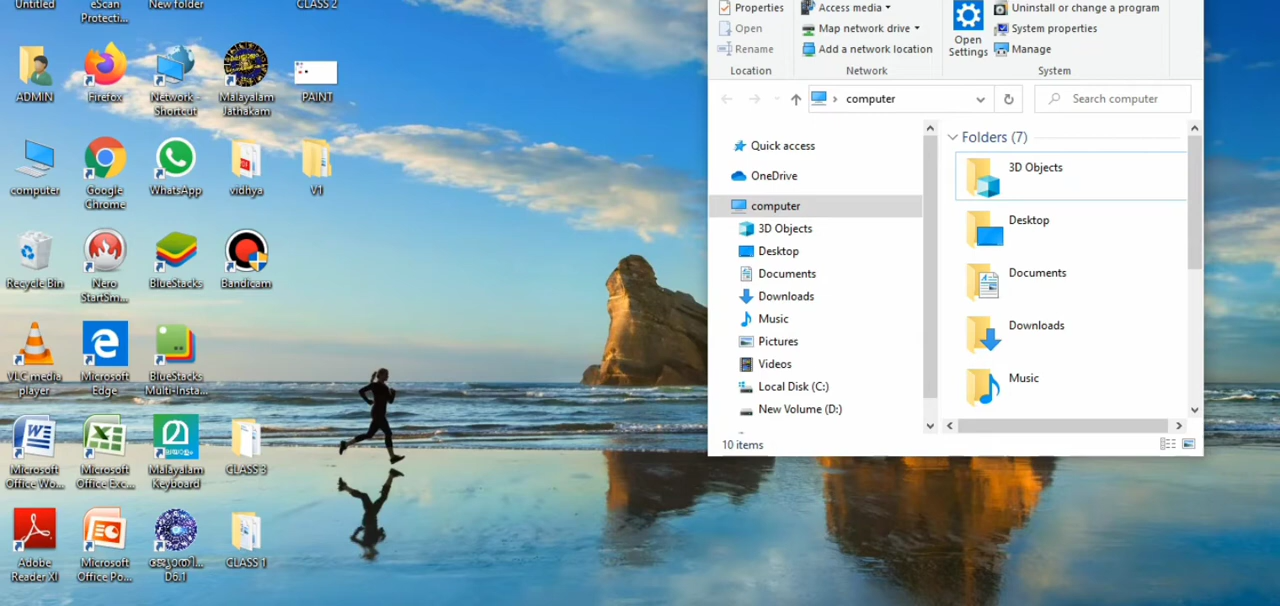 Untitled
eScan
Protecti...
New folder
CLASS 2
ADMIN
Firefox
Network -
Shortcut
Malayalam
Jathakam
PAINT
computer
Google
Chrome
WhatsApp
vidhya
V1
Recycle Bin
Nero
StartSm...
BlueStacks
Bandicam
VLC media
player
Microsoft
Edge
BlueStacks
Multi-Insta...
Microsoft
Office Wo...
Microsoft
Office Exc...
Malayalam
Keyboard
CLASS 3
Adobe
Reader XI
Microsoft
Office Po...
D6.1
CLASS 1
Properties
Open
Rename
Location
Access media
Map network drive
Add a network location
Network
Open
Settings
Uninstall or change a program
System properties
Manage
System
computer
Search computer
Quick access
OneDrive
computer
3D Objects
Desktop
Documents
Downloads
Music
Pictures
Videos
Local Disk (C:)
New Volume (D:)
Folders (7)
3D Objects
Desktop
Documents
Downloads
Music
10 items